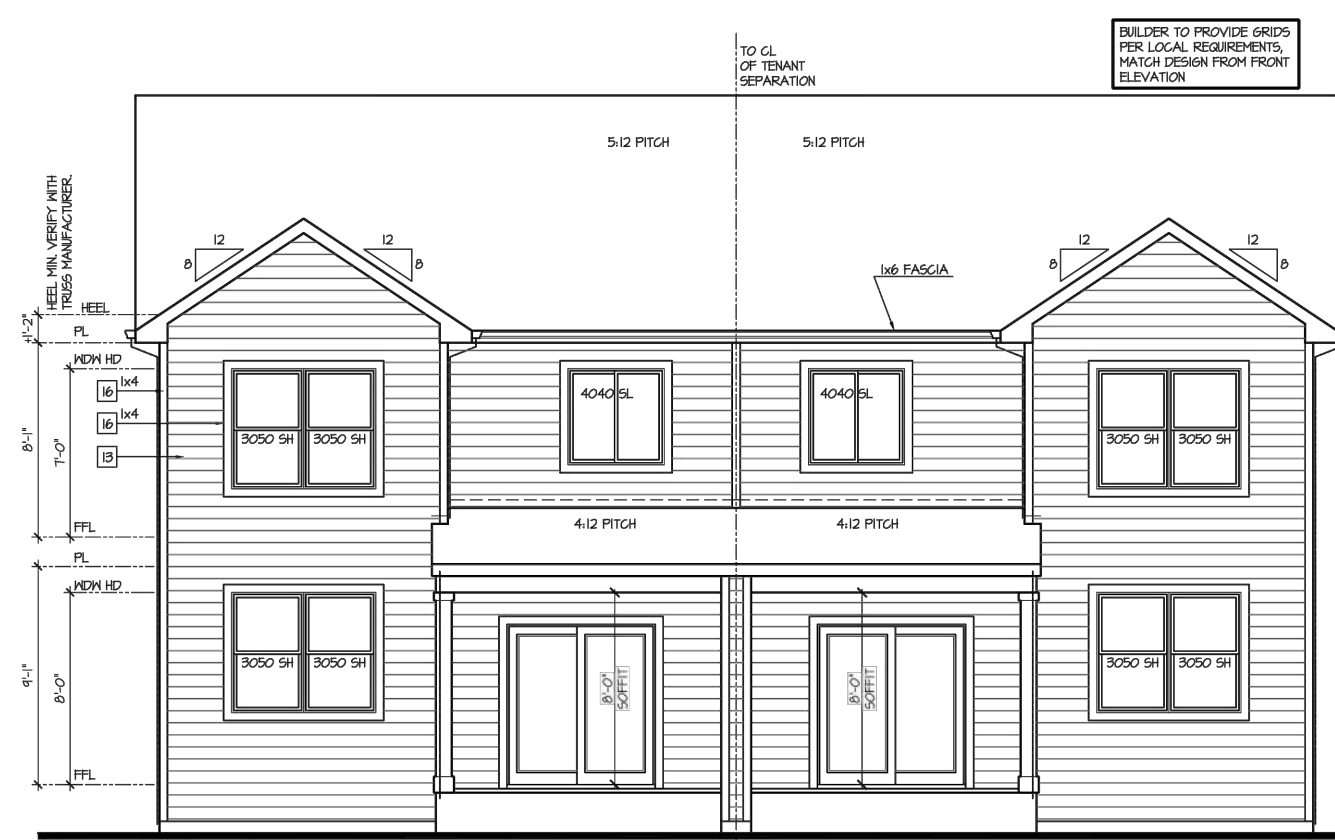 BUILDER TO PROVIDE GRIDS
PER LOCAL REQUIREMENTS,
MATCH DESIGN FROM FRONT
ELEVATION
TO CL
OF TENANT
SEPARATION
5:12 PITCH
5:12 PITCH
HEEL MIN. VERIFY WITH
TRUSS MANUFACTURER.
12
8
12
8
12
8
12
8
1x6 FASCIA
HEEL
±1'-2"
PL
WDW HD
16
1x4
16
1x4
13
8'-1"
7'-0"
3050 SH
3050 SH
4040 SL
4040 SL
3050 SH
3050 SH
FFL
4:12 PITCH
4:12 PITCH
PL
WDW HD
9'-1"
8'-0"
3050 SH
3050 SH
8'-0"
SOFFIT
8'-0"
SOFFIT
3050 SH
3050 SH
FFL